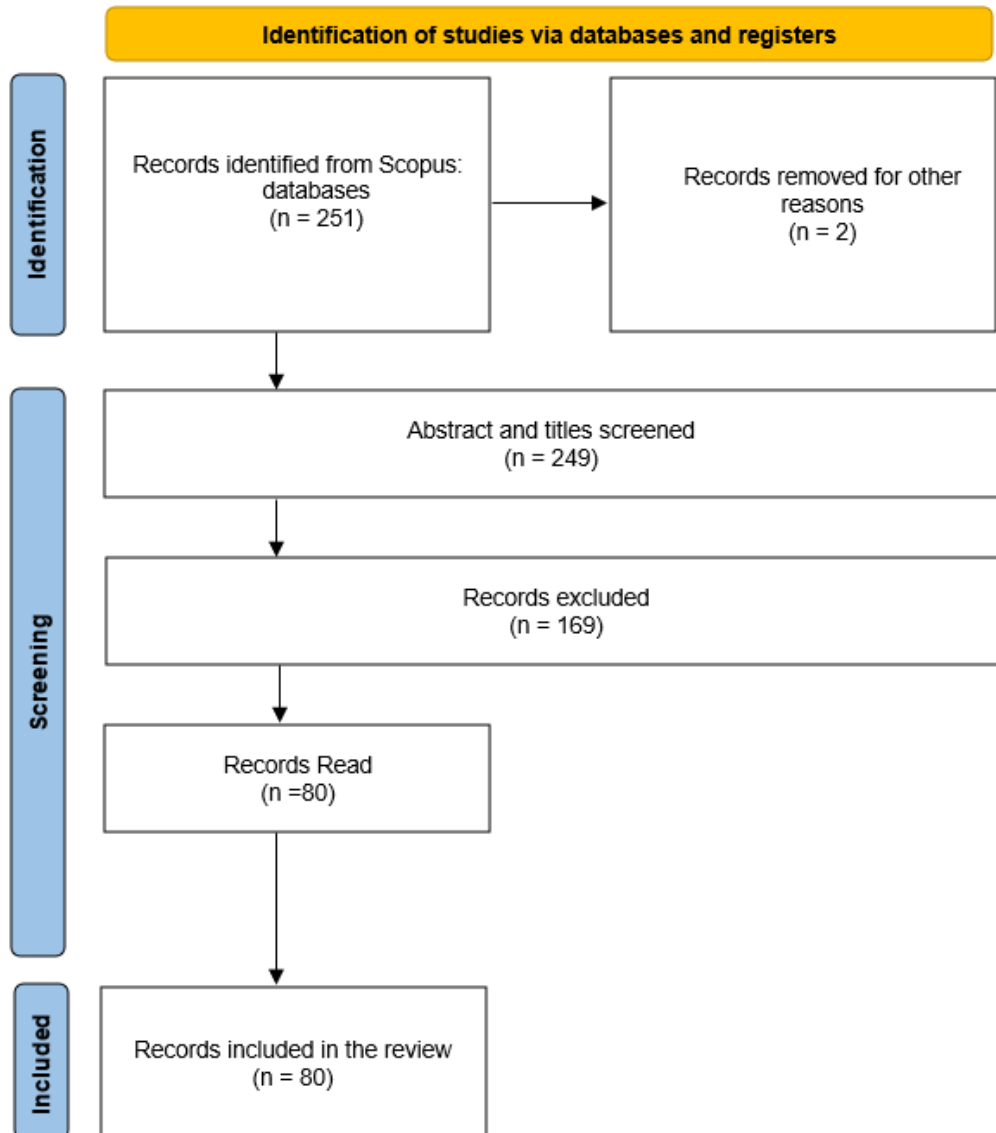 Identification of studies via databases and registers
Identification
Records identified from Scopus:
databases
(n = 251)
Records removed for other
reasons
(n = 2)
Screening
Abstract and titles screened
(n = 249)
Records excluded
(n = 169)
Records Read
(n =80)
Included
Records included in the review
(n = 80)